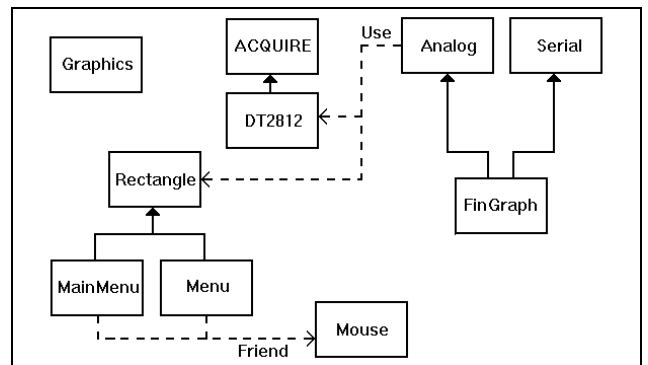 Use
ACQUIRE
Analog
Serial
Graphics
DT2812
Rectangle
FinGraph
MainMenu
Menu
Mouse
Friend